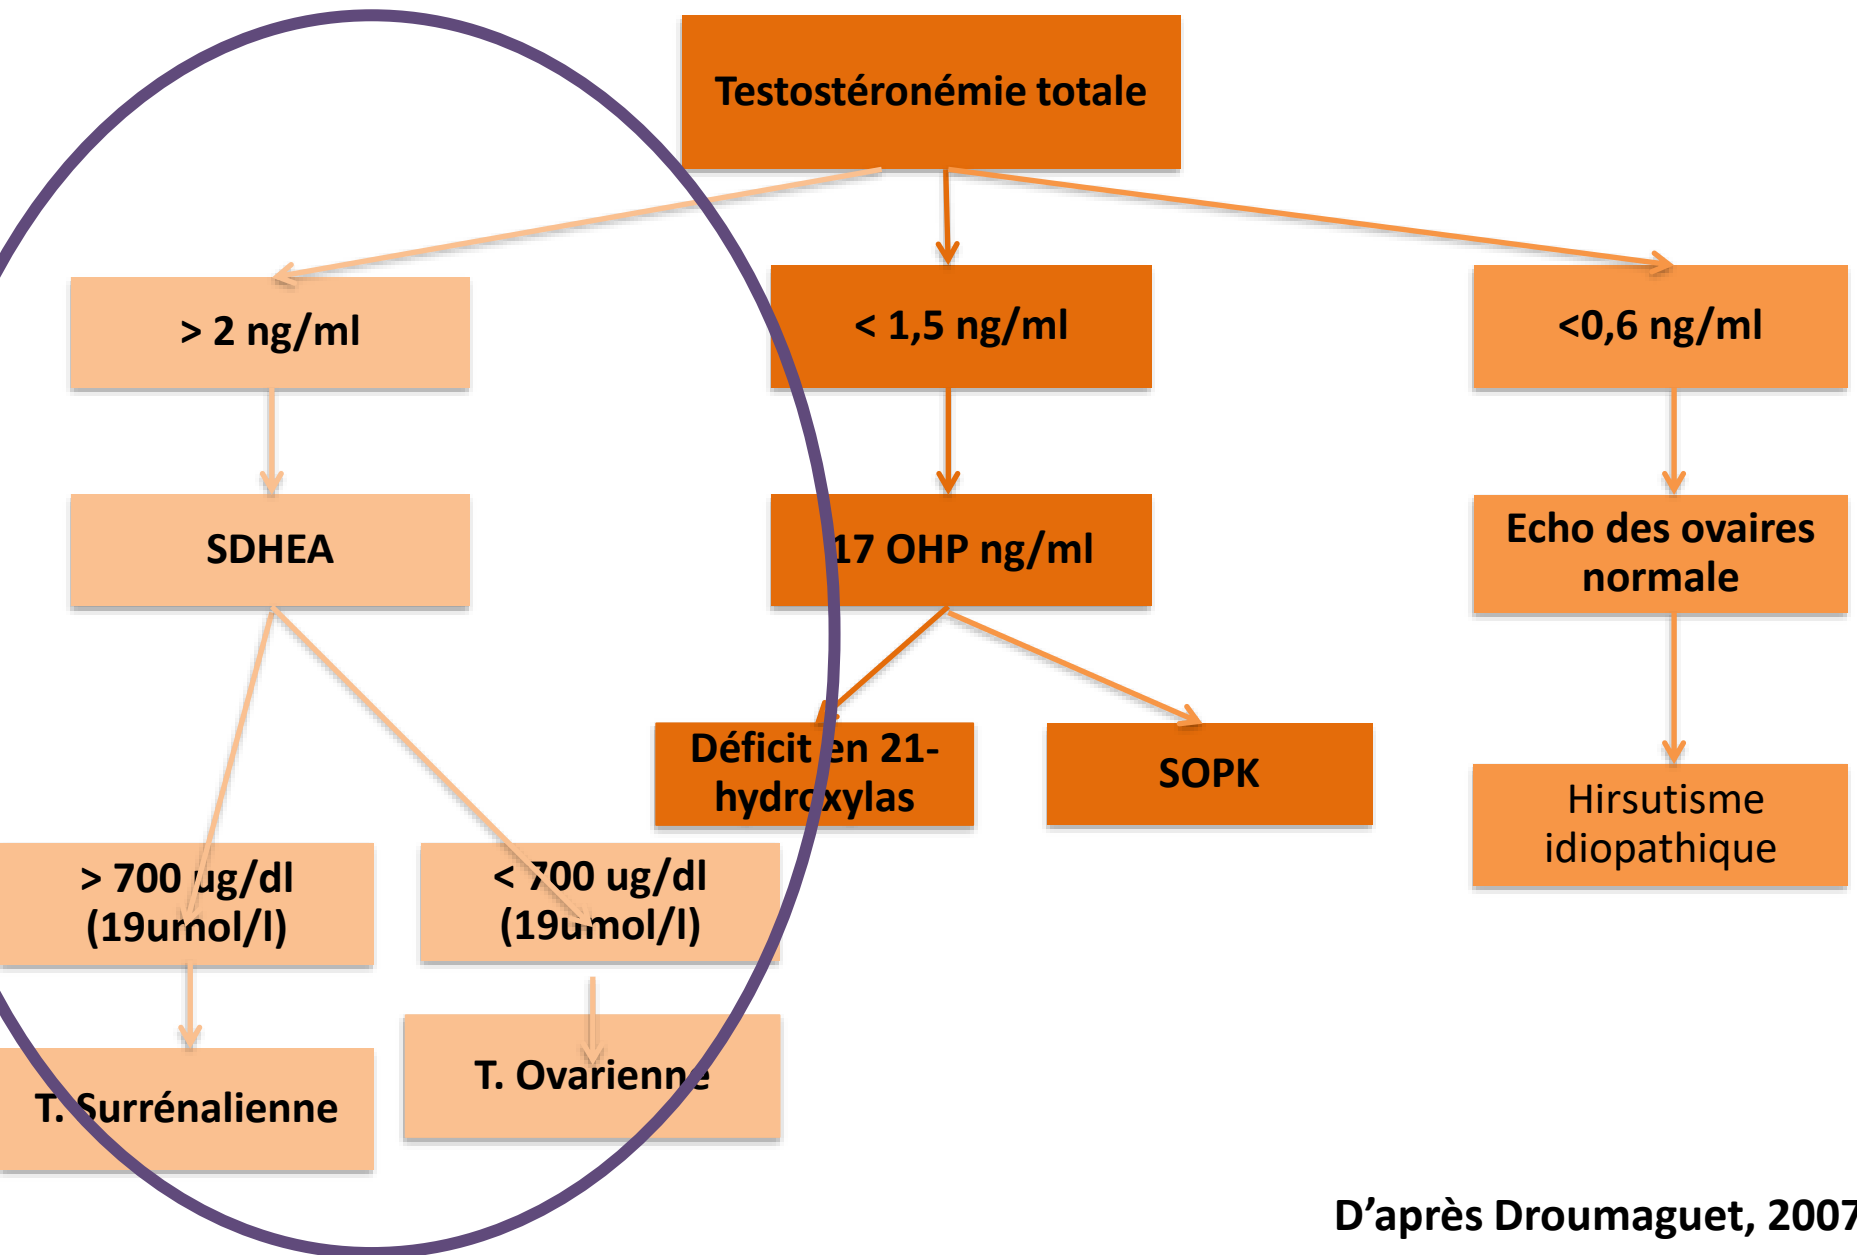 Testostéronémie totale
> 2 ng/ml
< 1,5 ng/ml
<0,6 ng/ml
SDHEA
17 OHP ng/ml
Echo des ovaires
normale
Déficit en 21-
hydroxylas
SOPK
Hirsutisme
idiopathique
> 700 ug/dl
(19umol/l)
< 700 ug/dl
(19umol/l)
T. Surrénalienne
T. Ovarienne
D’après Droumaguet, 2007